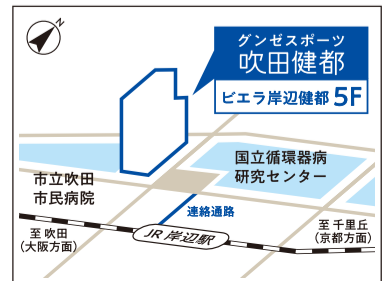 N
グンゼスポーツ
吹田健都
ビエラ岸辺健都 5F
国立循環器病
研究センター
市立吹田
市民病院
連絡通路
至 吹田
(大阪方面)
JR 岸辺駅
至 千里丘
(京都方面)